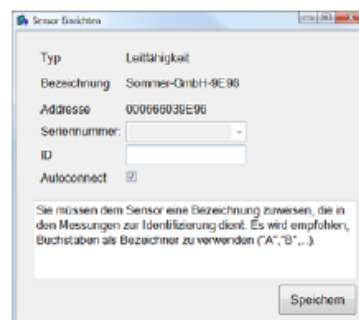 Sensor Einrichten
Typ Leitfähigkeit
Bezeichnung Sommer-GmbH-9E96
Addresse 000666039E96
Seriennummer:
ID
Autoconnect
Sie müssen dem Sensor eine Bezeichnung zuweisen, die in
den Messungen zur Identifizierung dient. Es wird empfohlen,
Buchstaben als Bezeichner zu verwenden ("A","B",...).
Speichern